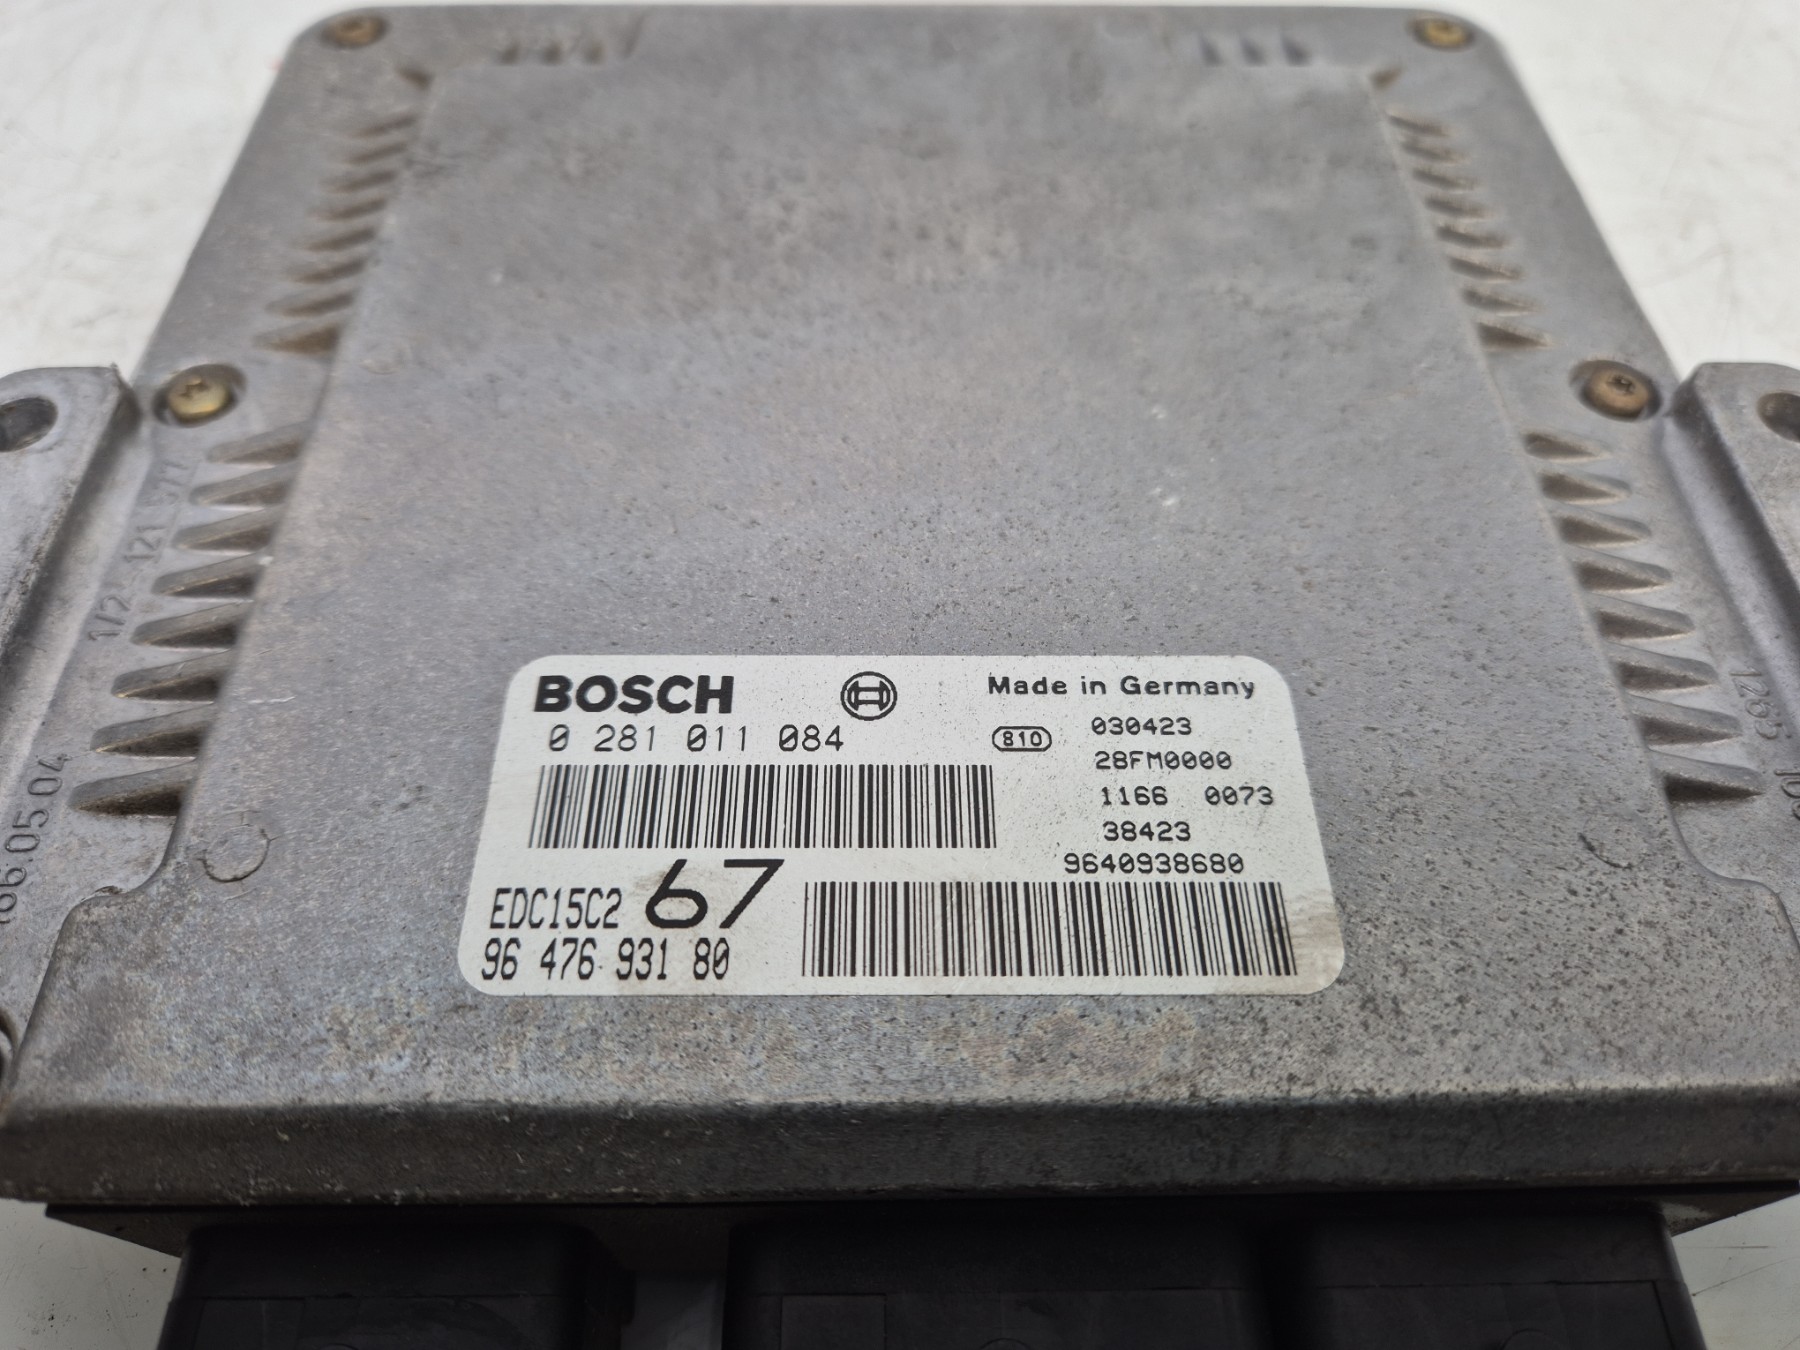 BOSCH
Made in Germany
0 281 011 084
810
030423
28FM0000
1166 0073
38423
9640938680
EDC15C2 67
96 476 931 80
1265